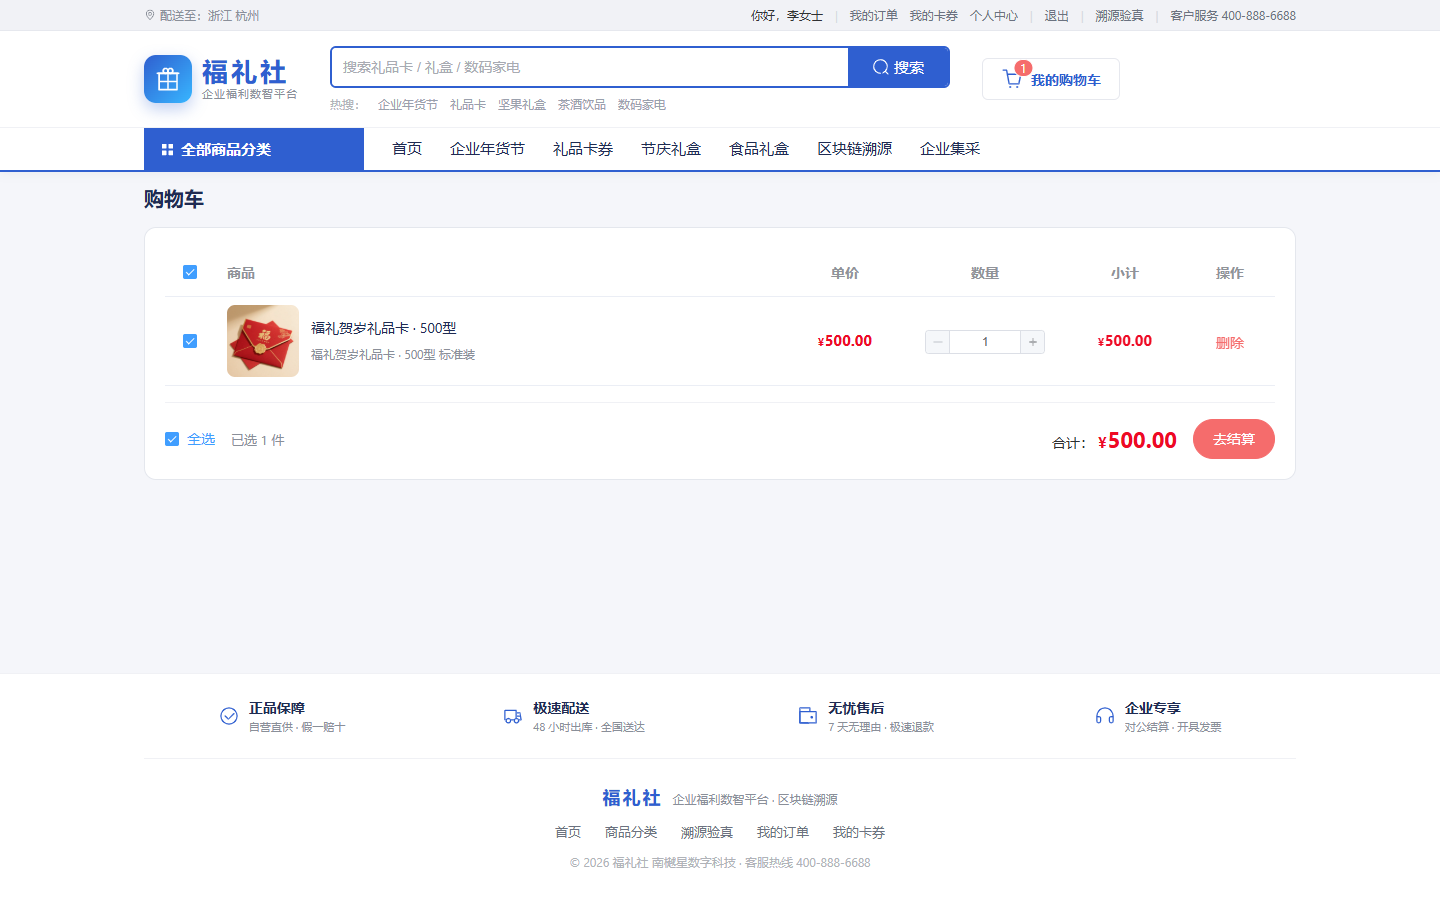 配送至：浙江 杭州
你好，李女士 | 我的订单 我的卡券 个人中心 | 退出 | 溯源验真 | 客户服务 400-888-6688
福礼社
企业福利数智平台
搜索礼品卡 / 礼盒 / 数码家电
搜索
1
我的购物车
热搜： 企业年货节 礼品卡 坚果礼盒 茶酒饮品 数码家电
全部商品分类 首页 企业年货节 礼品卡券 节庆礼盒 食品礼盒 区块链溯源 企业集采
购物车
商品 单价 数量 小计 操作
福礼贺岁礼品卡 · 500型
福礼贺岁礼品卡 · 500型 标准装
¥500.00 − 1 + ¥500.00 删除
全选 已选 1 件 合计： ¥500.00 去结算
正品保障 极速配送 无忧售后 企业专享
自营直供 · 假一赔十 48 小时出库 · 全国送达 7 天无理由 · 极速退款 对公结算 · 开具发票
福礼社 企业福利数智平台 · 区块链溯源
首页 商品分类 溯源验真 我的订单 我的卡券
© 2026 福礼社 南樾星数字科技 · 客服热线 400-888-6688